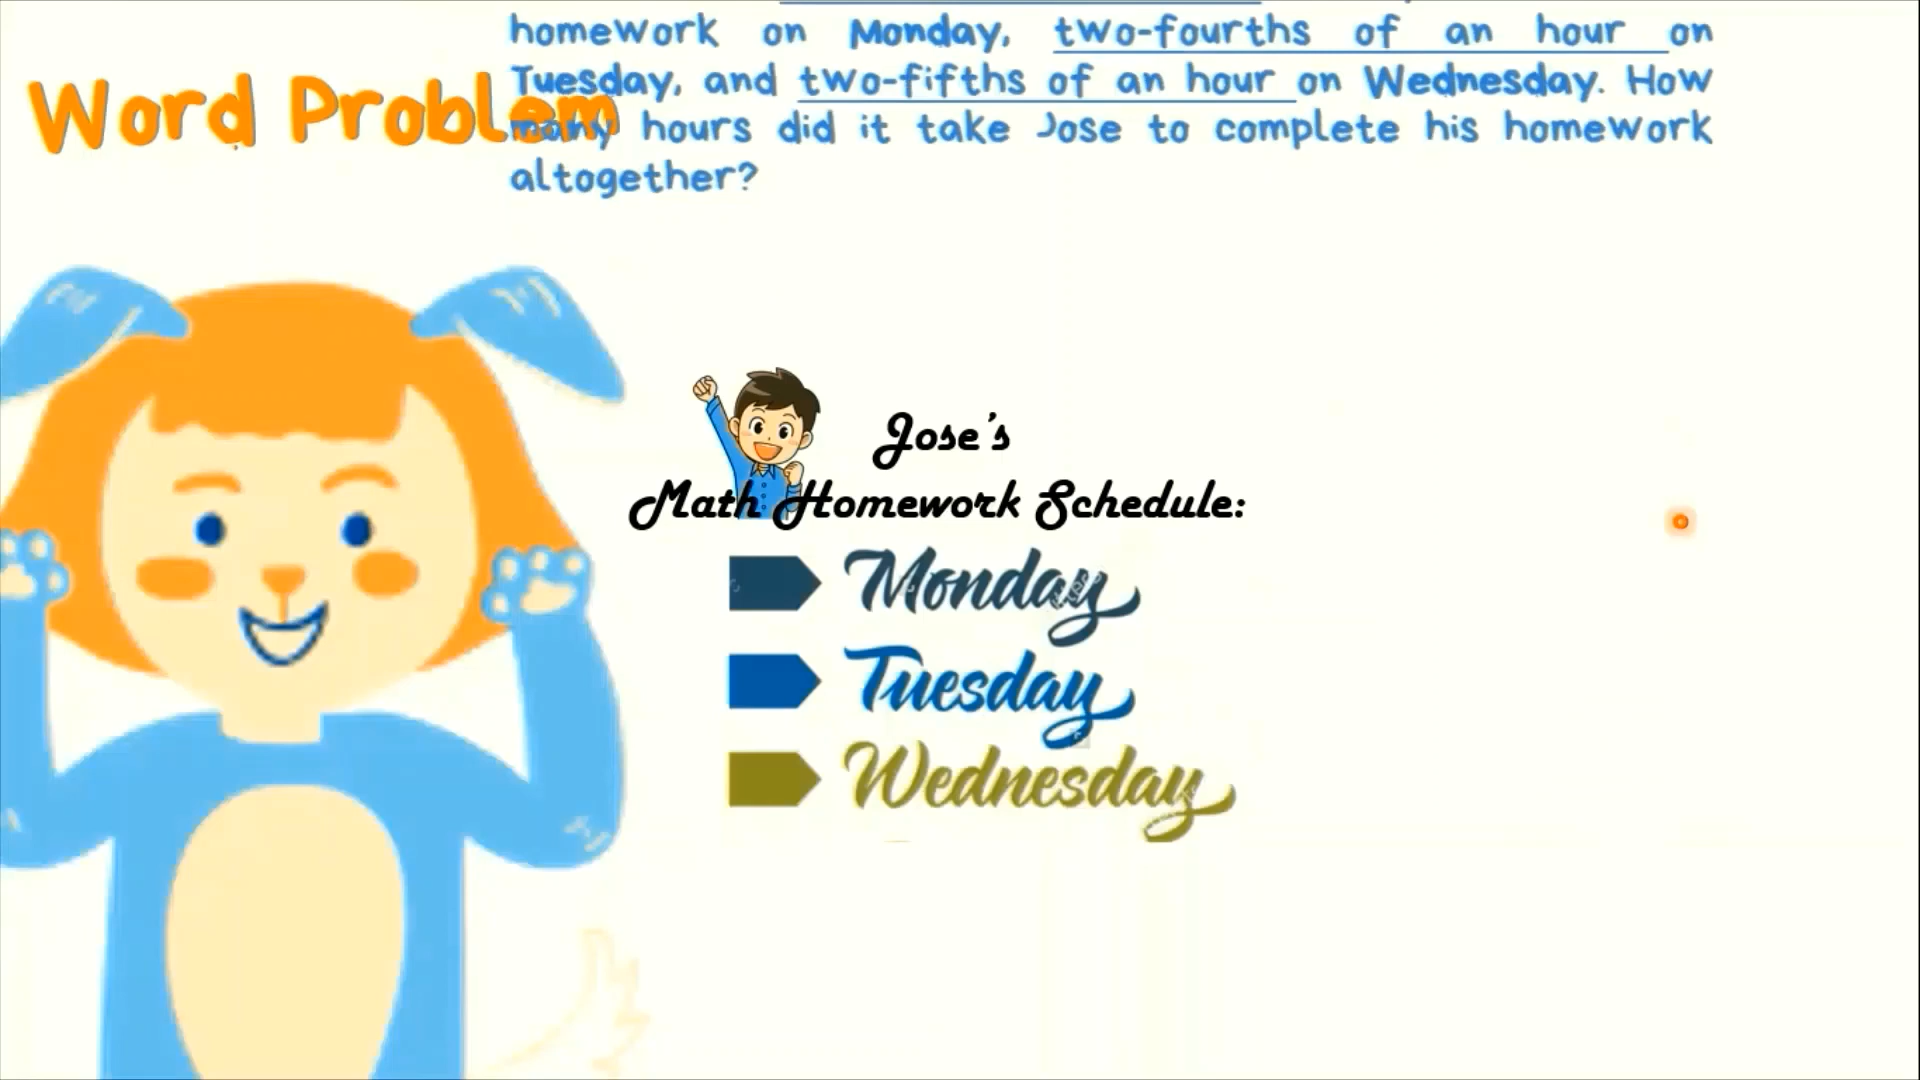 homework on Monday, two-fourths of an hour on
Word Problem
Tuesday, and two-fifths of an hour on Wednesday. How
many hours did it take Jose to complete his homework
altogether?
Jose's
Math Homework Schedule:
Monday
Tuesday
Wednesday